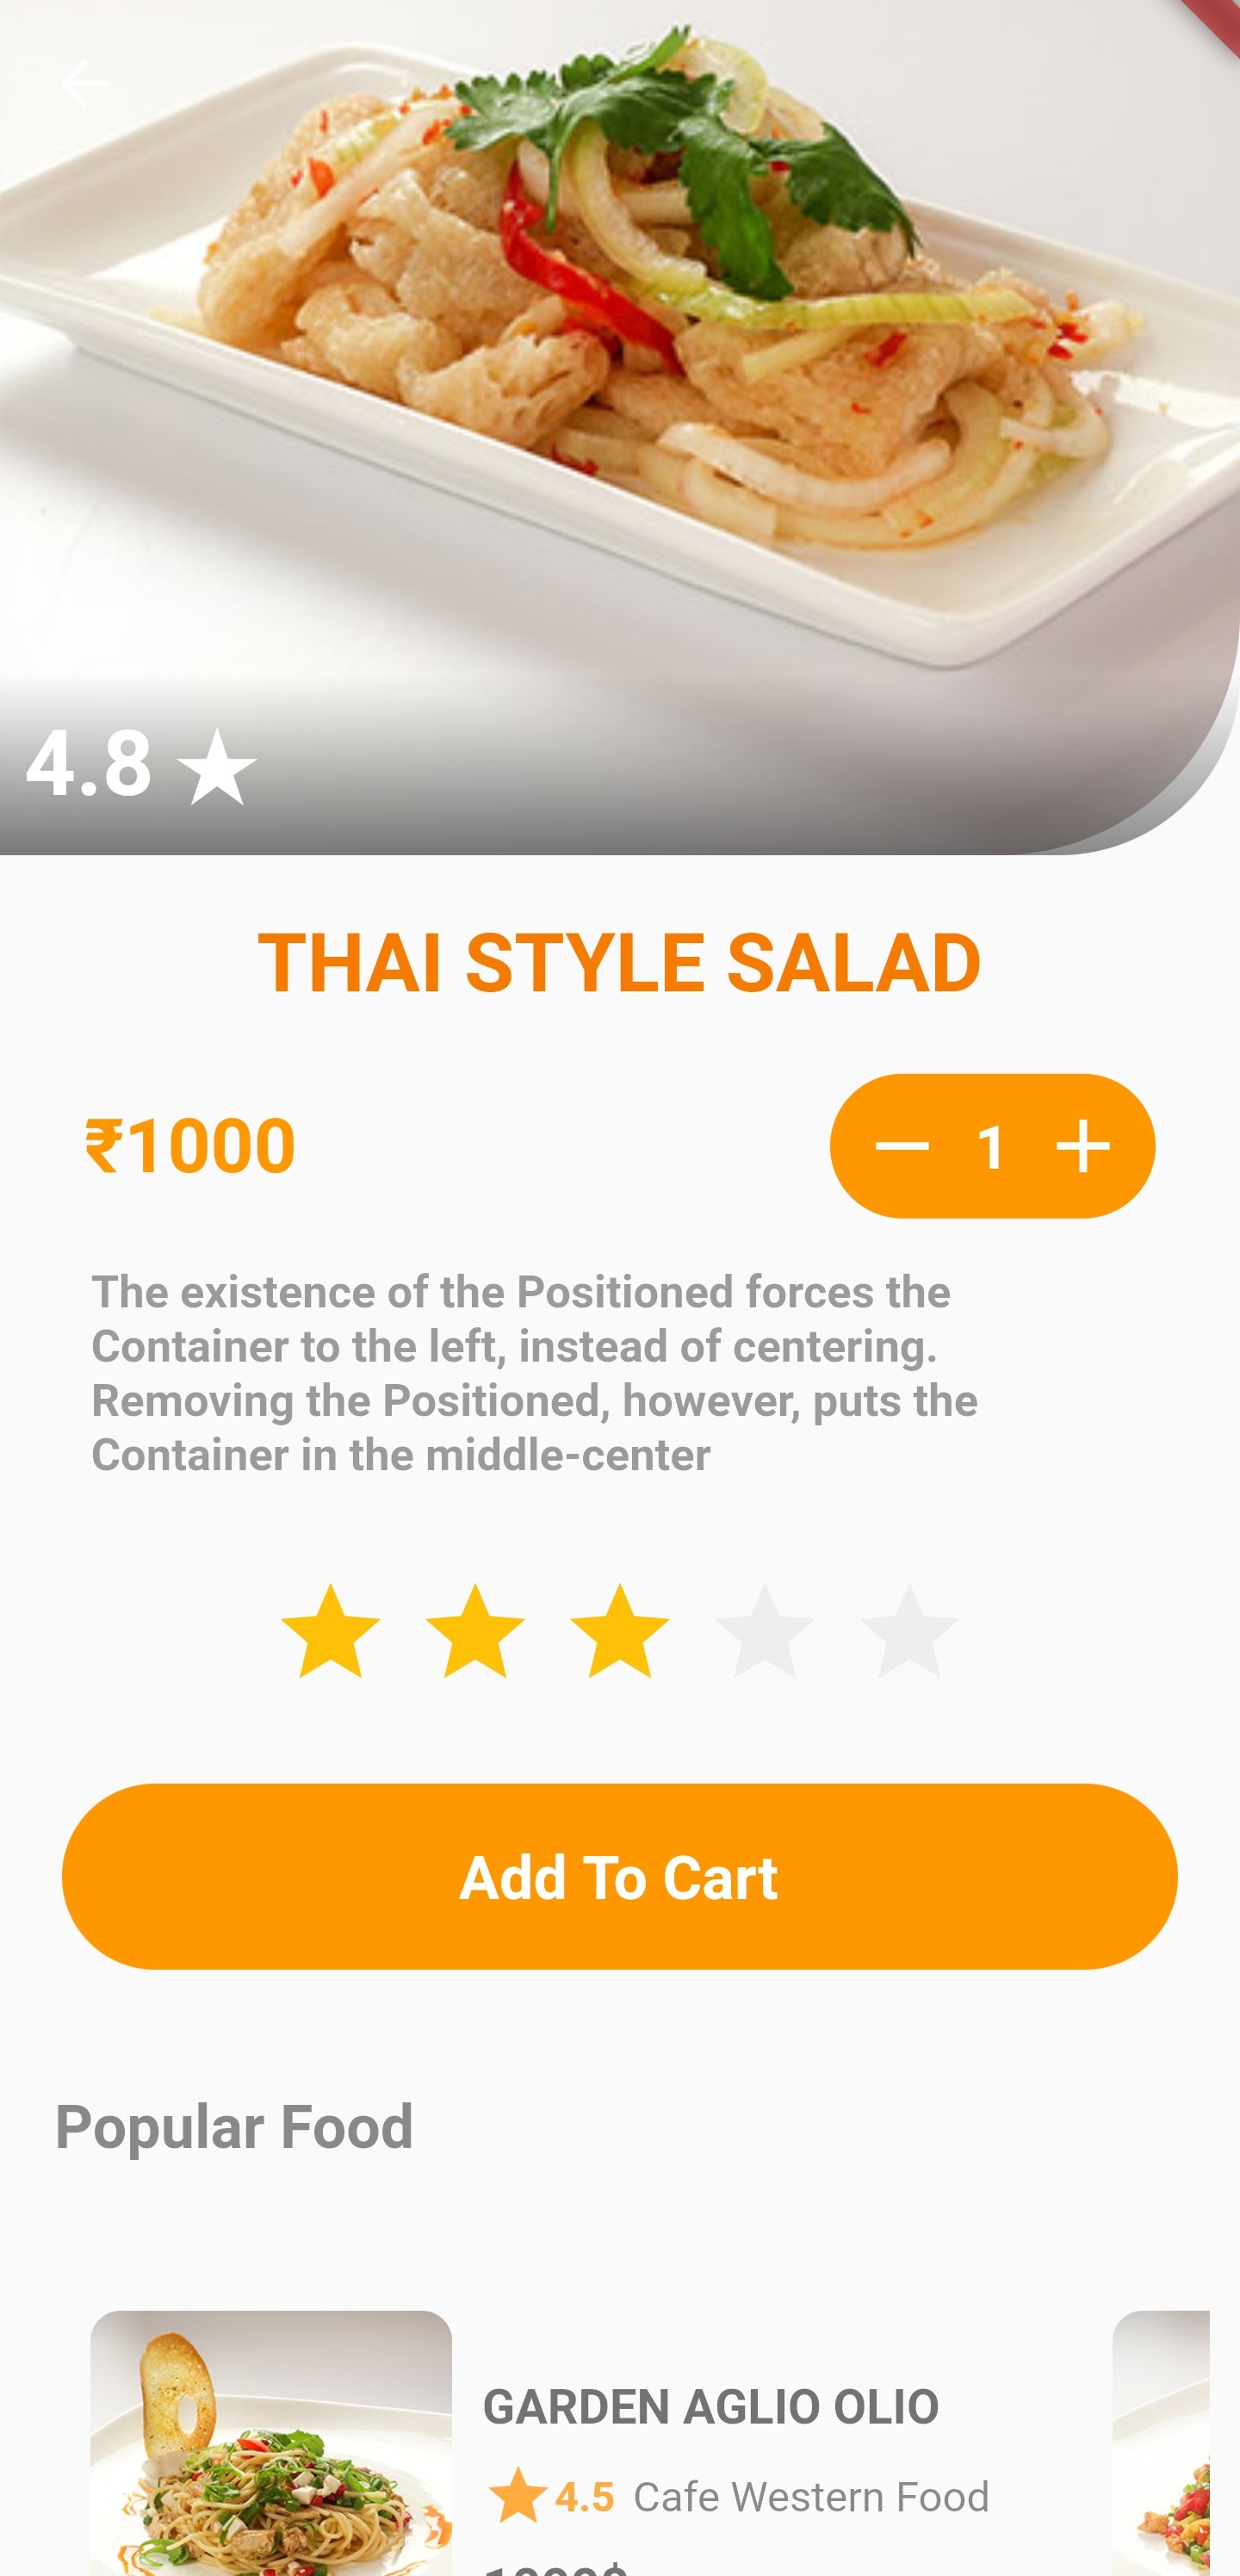 4.8
THAI STYLE SALAD
₹1000
1
The existence of the Positioned forces the
Container to the left, instead of centering.
Removing the Positioned, however, puts the
Container in the middle-center
Add To Cart
Popular Food
GARDEN AGLIO OLIO
4.5 Cafe Western Food